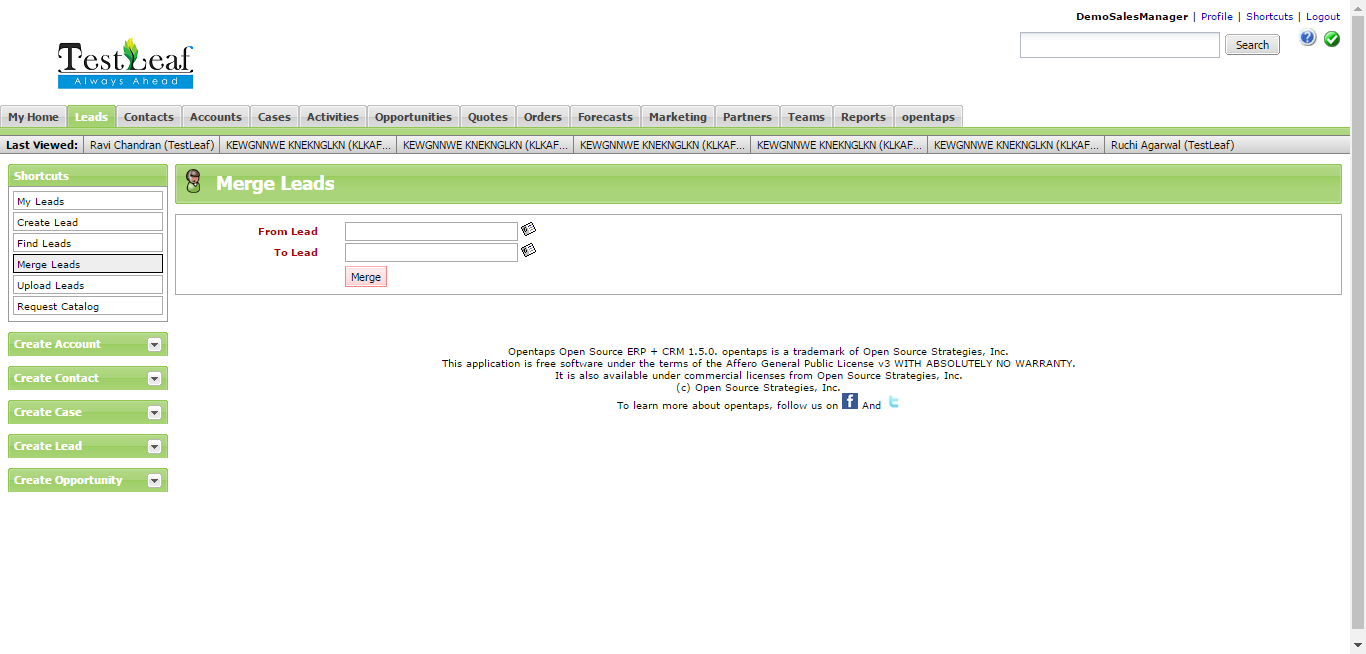 DemoSalesManager | Profile | Shortcuts | Logout
Search
TestLeaf
Always Ahead
My Home Leads Contacts Accounts Cases Activities Opportunities Quotes Orders Forecasts Marketing Partners Teams Reports opentaps
Last Viewed: Ravi Chandran (TestLeaf) KEWGNNWE KNEKNGLKN (KLKAF... KEWGNNWE KNEKNGLKN (KLKAF... KEWGNNWE KNEKNGLKN (KLKAF... KEWGNNWE KNEKNGLKN (KLKAF... KEWGNNWE KNEKNGLKN (KLKAF... Ruchi Agarwal (TestLeaf)
Shortcuts
My Leads
Create Lead
Find Leads
Merge Leads
Upload Leads
Request Catalog
Create Account
Create Contact
Create Case
Create Lead
Create Opportunity
Merge Leads
From Lead
To Lead
Merge
Opentaps Open Source ERP + CRM 1.5.0. opentaps is a trademark of Open Source Strategies, Inc.
This application is free software under the terms of the Affero General Public License v3 WITH ABSOLUTELY NO WARRANTY.
It is also available under commercial licenses from Open Source Strategies, Inc.
(c) Open Source Strategies, Inc.
To learn more about opentaps, follow us on f And t